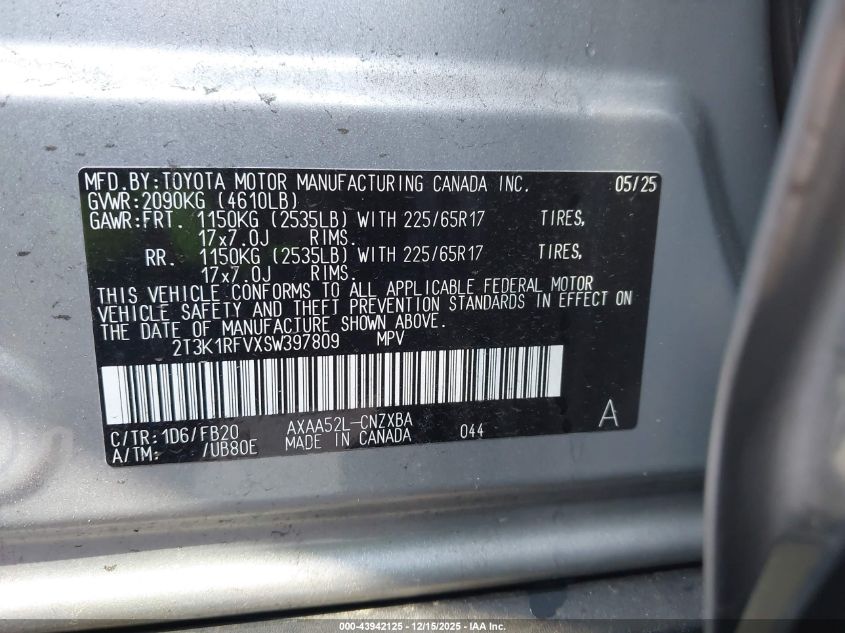 MFD.BY:TOYOTA MOTOR MANUFACTURING CANADA INC. 05/25
GVWR:2090KG (4610LB)
GAWR:FRT. 1150KG (2535LB) WITH 225/65R17 TIRES,
17x7.0J RIMS.
RR. 1150KG (2535LB) WITH 225/65R17 TIRES,
17x7.0J RIMS.
THIS VEHICLE CONFORMS TO ALL APPLICABLE FEDERAL MOTOR
VEHICLE SAFETY AND THEFT PREVENTION STANDARDS IN EFFECT ON
THE DATE OF MANUFACTURE SHOWN ABOVE.
2T3K1RFVXSW397809 MPV
C/TR:1D6/FB20 AXAA52L-CNZXBA 044 A
A/TM: /UB80E MADE IN CANADA
000-43942125 - 12/15/2025 - IAA Inc.